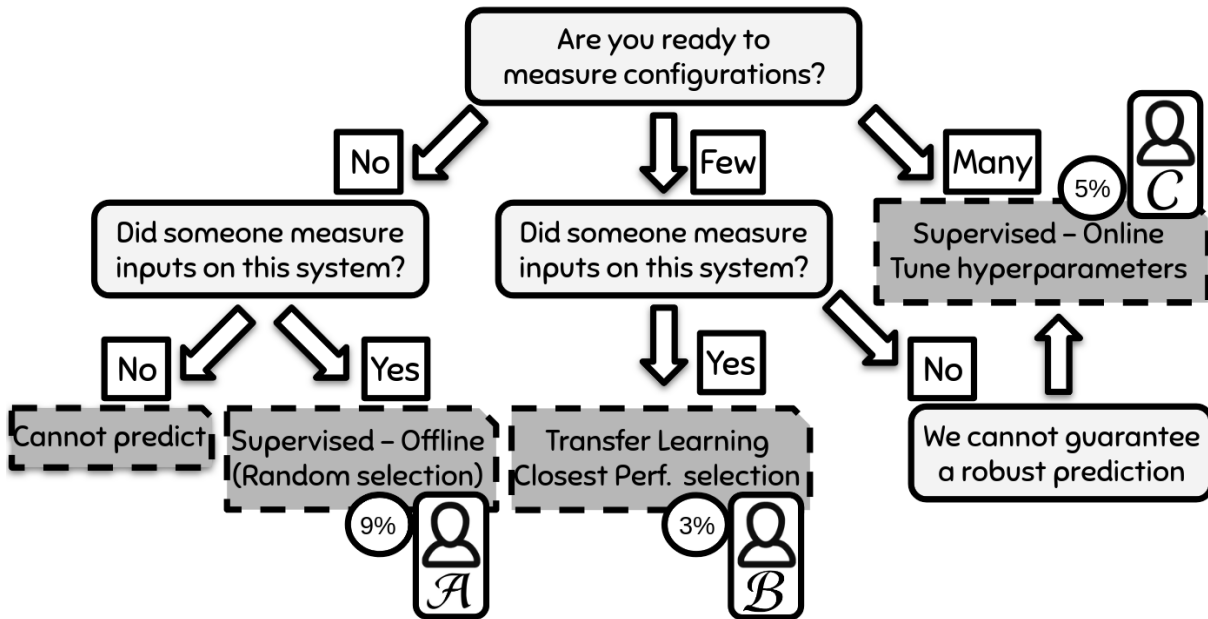 Are you ready to
measure configurations?
No
Few
Many
5%
C
Did someone measure
inputs on this system?
Did someone measure
inputs on this system?
Supervised – Online
Tune hyperparameters
No
Yes
Yes
No
Cannot predict
Supervised – Offline
(Random selection)
Transfer Learning
Closest Perf. selection
We cannot guarantee
a robust prediction
9%
A
3%
B